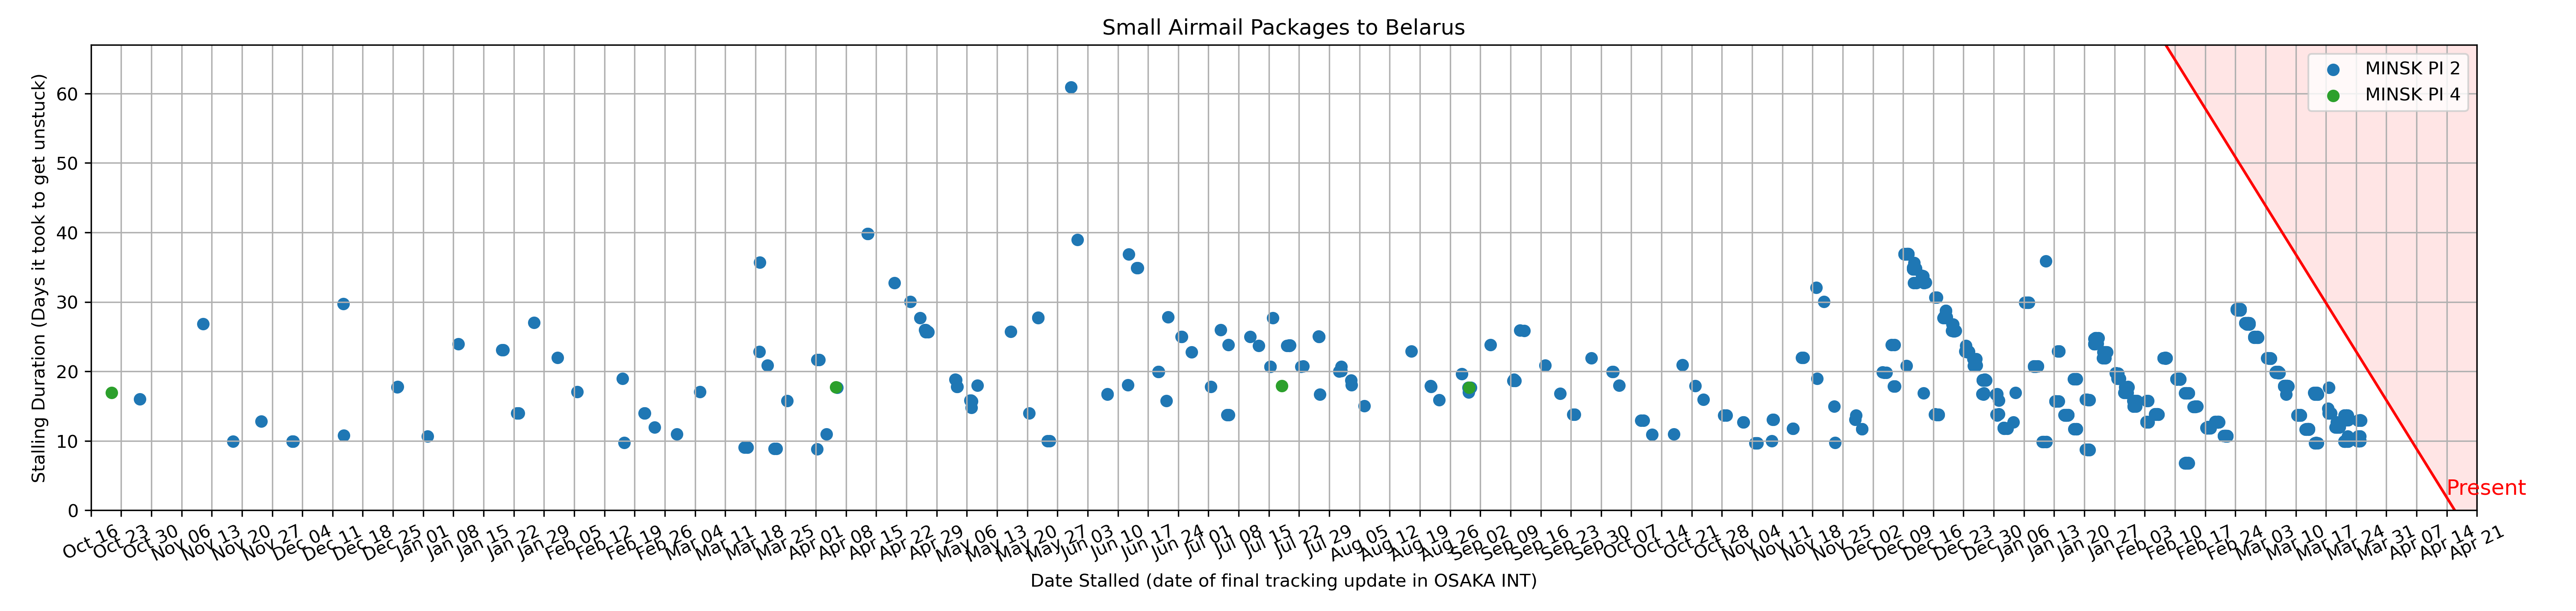 Small Airmail Packages to Belarus
MINSK PI 2
MINSK PI 4
Stalling Duration (Days it took to get unstuck)
60
50
40
30
20
10
0
Present
Oct 16
Oct 23
Oct 30
Nov 06
Nov 13
Nov 20
Nov 27
Dec 04
Dec 11
Dec 18
Dec 25
Jan 01
Jan 08
Jan 15
Jan 22
Jan 29
Feb 05
Feb 12
Feb 19
Feb 26
Mar 04
Mar 11
Mar 18
Mar 25
Apr 01
Apr 08
Apr 15
Apr 22
Apr 29
May 06
May 13
May 20
May 27
Jun 03
Jun 10
Jun 17
Jun 24
Jul 01
Jul 08
Jul 15
Jul 22
Jul 29
Aug 05
Aug 12
Aug 19
Aug 26
Sep 02
Sep 09
Sep 16
Sep 23
Sep 30
Oct 07
Oct 14
Oct 21
Oct 28
Nov 04
Nov 11
Nov 18
Nov 25
Dec 02
Dec 09
Dec 16
Dec 23
Dec 30
Jan 06
Jan 13
Jan 20
Jan 27
Feb 03
Feb 10
Feb 17
Feb 24
Mar 03
Mar 10
Mar 17
Mar 24
Mar 31
Apr 07
Apr 14
Apr 21
Date Stalled (date of final tracking update in OSAKA INT)